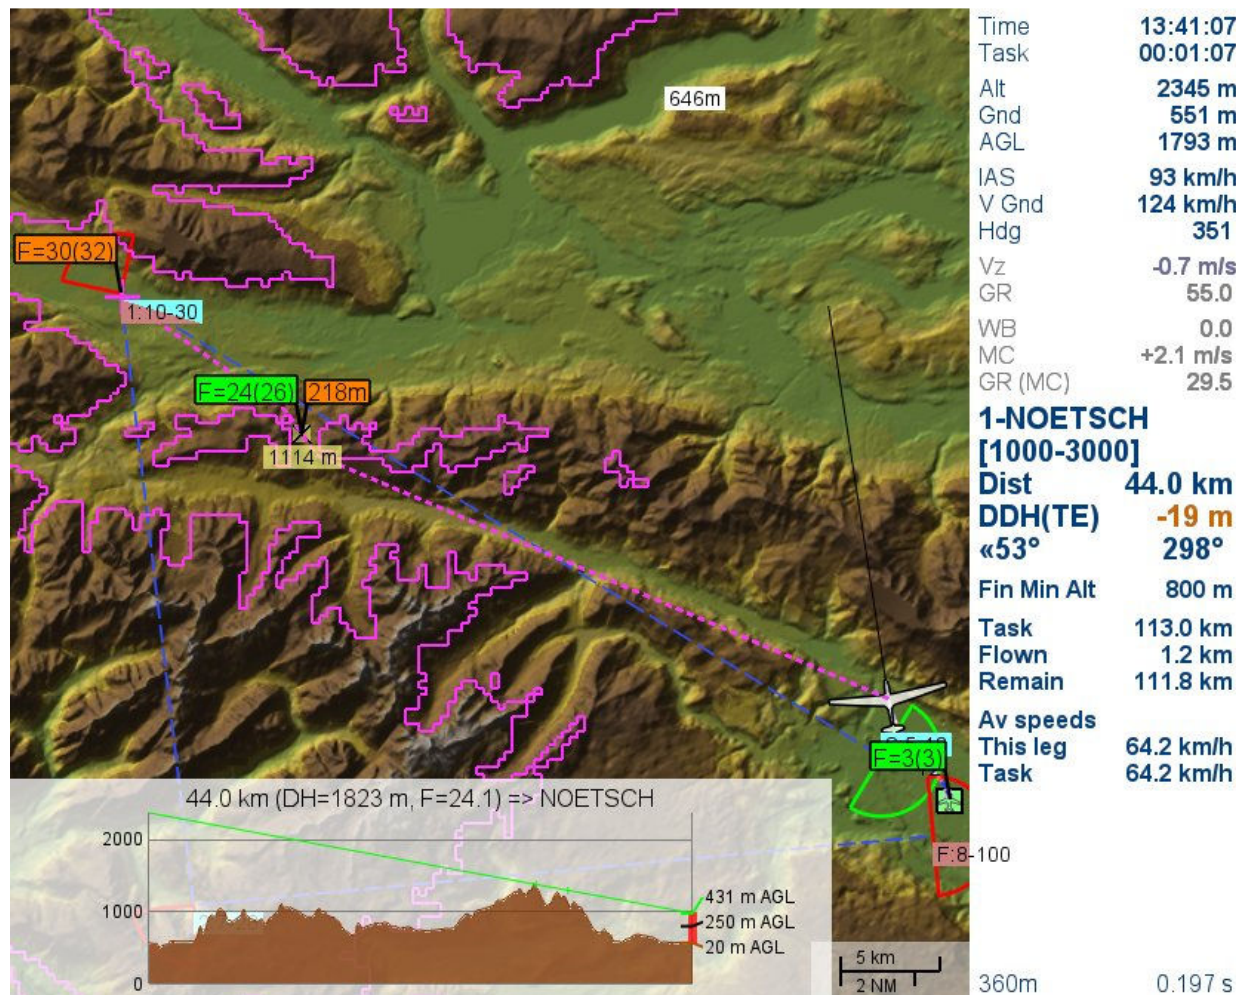 646m
F=30(32)
1:10-30
F=24(26) 218m
1114 m
F=3(3)
F:8-100
44.0 km (DH=1823 m, F=24.1) => NOETSCH
2000
1000
0
431 m AGL
250 m AGL
20 m AGL
5 km
2 NM
Time 13:41:07
Task 00:01:07
Alt 2345 m
Gnd 551 m
AGL 1793 m
IAS 93 km/h
V Gnd 124 km/h
Hdg 351
Vz -0.7 m/s
GR 55.0
WB 0.0
MC +2.1 m/s
GR (MC) 29.5
1-NOETSCH
[1000-3000]
Dist 44.0 km
DDH(TE) -19 m
«53° 298°
Fin Min Alt 800 m
Task 113.0 km
Flown 1.2 km
Remain 111.8 km
Av speeds
This leg 64.2 km/h
Task 64.2 km/h
360m 0.197 s